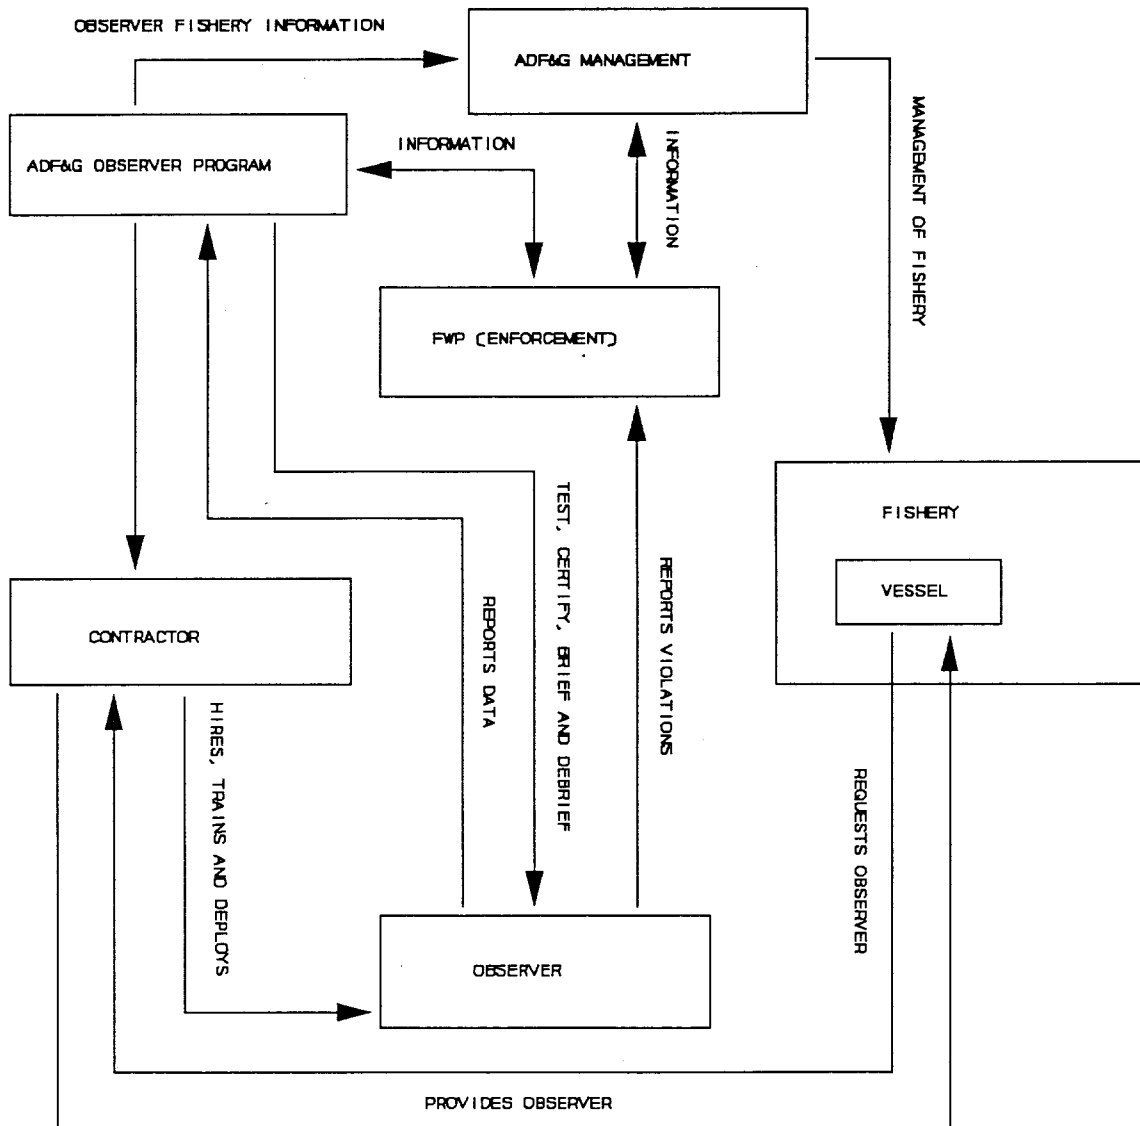 OBSERVER FISHERY INFORMATION
ADF&G MANAGEMENT
ADF&G OBSERVER PROGRAM
INFORMATION
INFORMATION
MANAGEMENT OF FISHERY
FWP (ENFORCEMENT)
FISHERY
VESSEL
CONTRACTOR
REPORTS DATA
TEST, CERTIFY, BRIEF AND DEBRIEF
REPORTS VIOLATIONS
HIRES, TRAINS AND DEPLOYS
REQUESTS OBSERVER
OBSERVER
PROVIDES OBSERVER